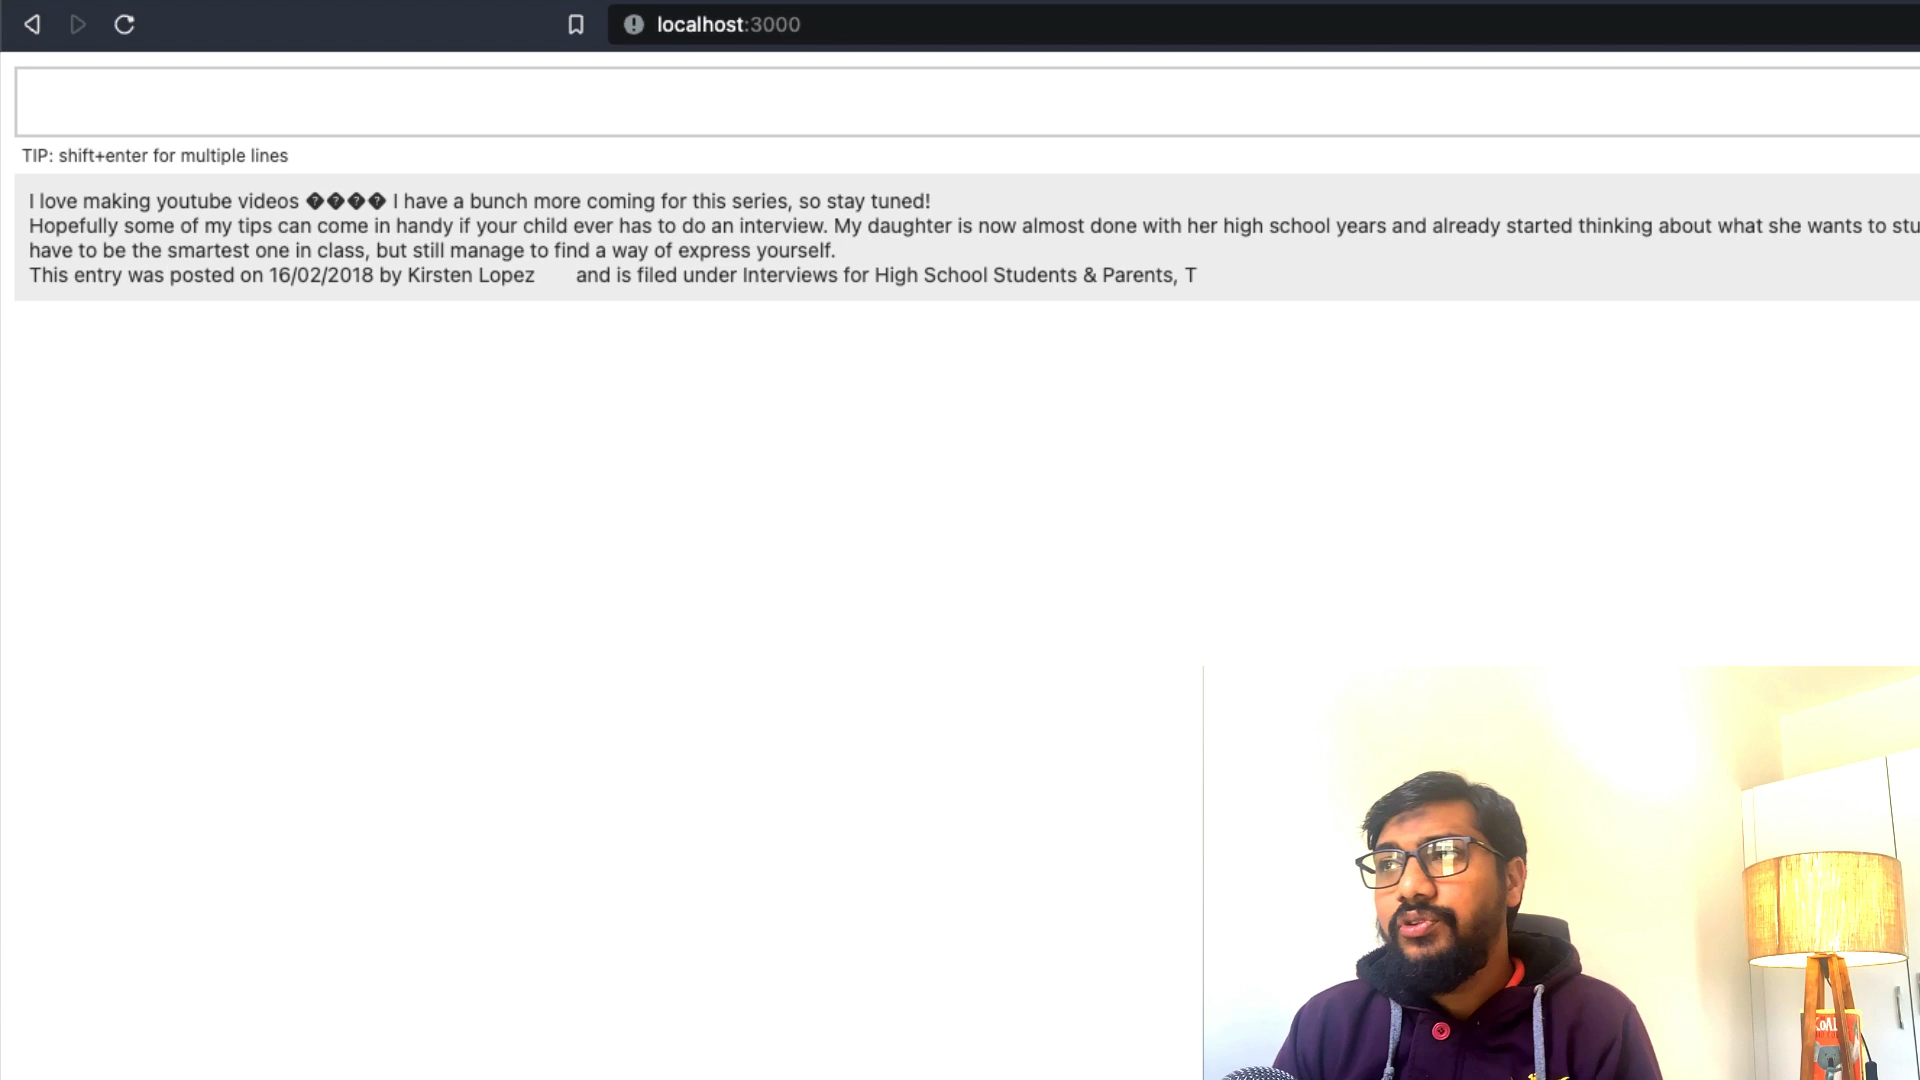 localhost:3000
TIP: shift+enter for multiple lines
I love making youtube videos ���� I have a bunch more coming for this series, so stay tuned!
Hopefully some of my tips can come in handy if your child ever has to do an interview. My daughter is now almost done with her high school years and already started thinking about what she wants to stu
have to be the smartest one in class, but still manage to find a way of express yourself.
This entry was posted on 16/02/2018 by Kirsten Lopez and is filed under Interviews for High School Students & Parents, T
KOAL